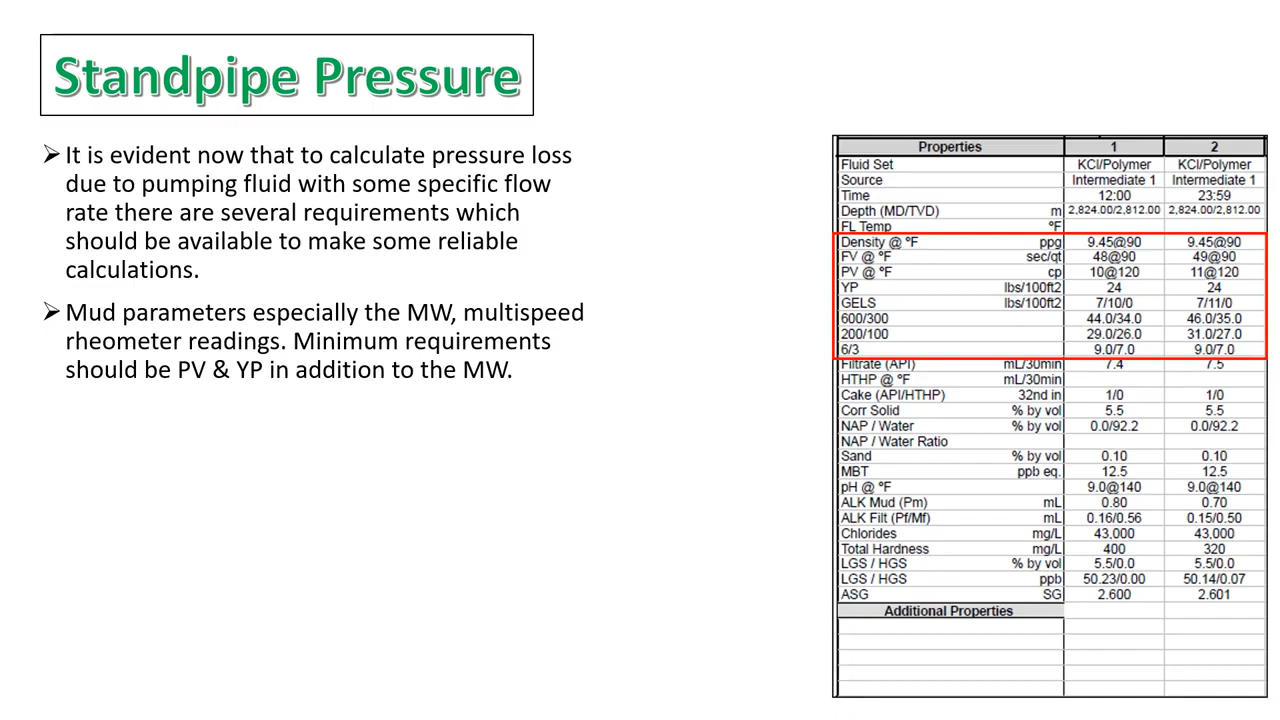 Standpipe Pressure
➢ It is evident now that to calculate pressure loss
due to pumping fluid with some specific flow
rate there are several requirements which
should be available to make some reliable
calculations.
➢ Mud parameters especially the MW, multispeed
rheometer readings. Minimum requirements
should be PV & YP in addition to the MW.
Properties 1 2
Fluid Set KCl/Polymer KCl/Polymer
Source Intermediate 1 Intermediate 1
Time 12:00 23:59
Depth (MD/TVD) m 2,824.00/2,812.00 2,824.00/2,812.00
FL Temp °F
Density @ °F ppg 9.45@90 9.45@90
FV @ °F sec/qt 48@90 49@90
PV @ °F cp 10@120 11@120
YP lbs/100ft2 24 24
GELS lbs/100ft2 7/10/0 7/11/0
600/300 44.0/34.0 46.0/35.0
200/100 29.0/26.0 31.0/27.0
6/3 9.0/7.0 9.0/7.0
Filtrate (API) mL/30min 7.4 7.5
HTHP @ °F mL/30min
Cake (API/HTHP) 32nd in 1/0 1/0
Corr Solid % by vol 5.5 5.5
NAP / Water % by vol 0.0/92.2 0.0/92.2
NAP / Water Ratio
Sand % by vol 0.10 0.10
MBT ppb eq. 12.5 12.5
pH @ °F 9.0@140 9.0@140
ALK Mud (Pm) mL 0.80 0.70
ALK Filt (Pf/Mf) mL 0.16/0.56 0.15/0.50
Chlorides mg/L 43,000 43,000
Total Hardness mg/L 400 320
LGS / HGS % by vol 5.5/0.0 5.5/0.0
LGS / HGS ppb 50.23/0.00 50.14/0.07
ASG SG 2.600 2.601
Additional Properties